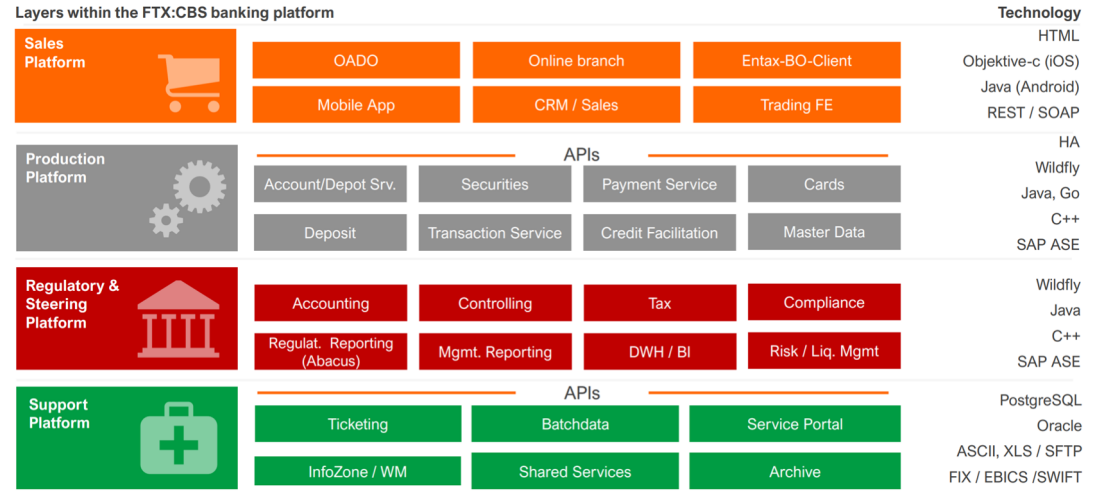 Layers within the FTX:CBS banking platform
Technology
Sales
Platform
OADO
Online branch
Entax-BO-Client
Mobile App
CRM / Sales
Trading FE
HTML
Objektive-c (iOS)
Java (Android)
REST / SOAP
Production
Platform
APIs
Account/Depot Srv.
Securities
Payment Service
Cards
Deposit
Transaction Service
Credit Facilitation
Master Data
HA
Wildfly
Java, Go
C++
SAP ASE
Regulatory &
Steering
Platform
Accounting
Controlling
Tax
Compliance
Regulat. Reporting
(Abacus)
Mgmt. Reporting
DWH / BI
Risk / Liq. Mgmt
Wildfly
Java
C++
SAP ASE
Support
Platform
APIs
Ticketing
Batchdata
Service Portal
InfoZone / WM
Shared Services
Archive
PostgreSQL
Oracle
ASCII, XLS / SFTP
FIX / EBICS /SWIFT